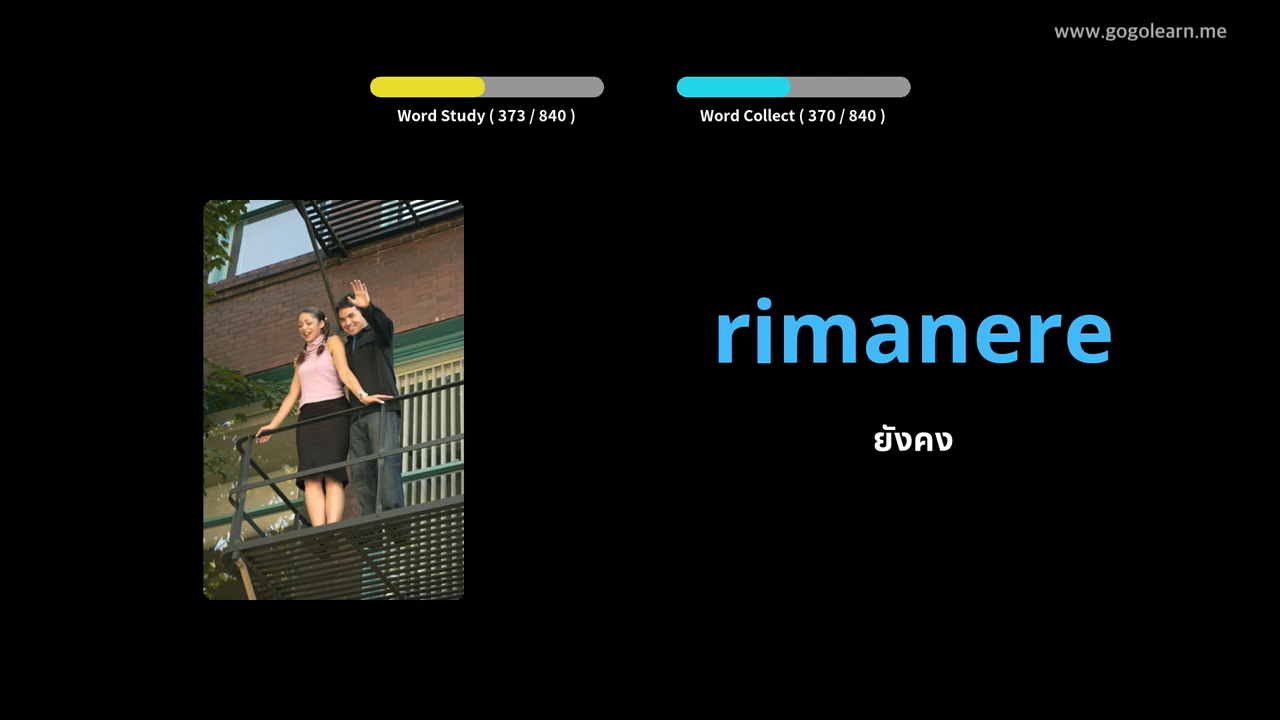 www.gogolearn.me
Word Study ( 373 / 840 )
Word Collect ( 370 / 840 )
rimanere
ยังคง